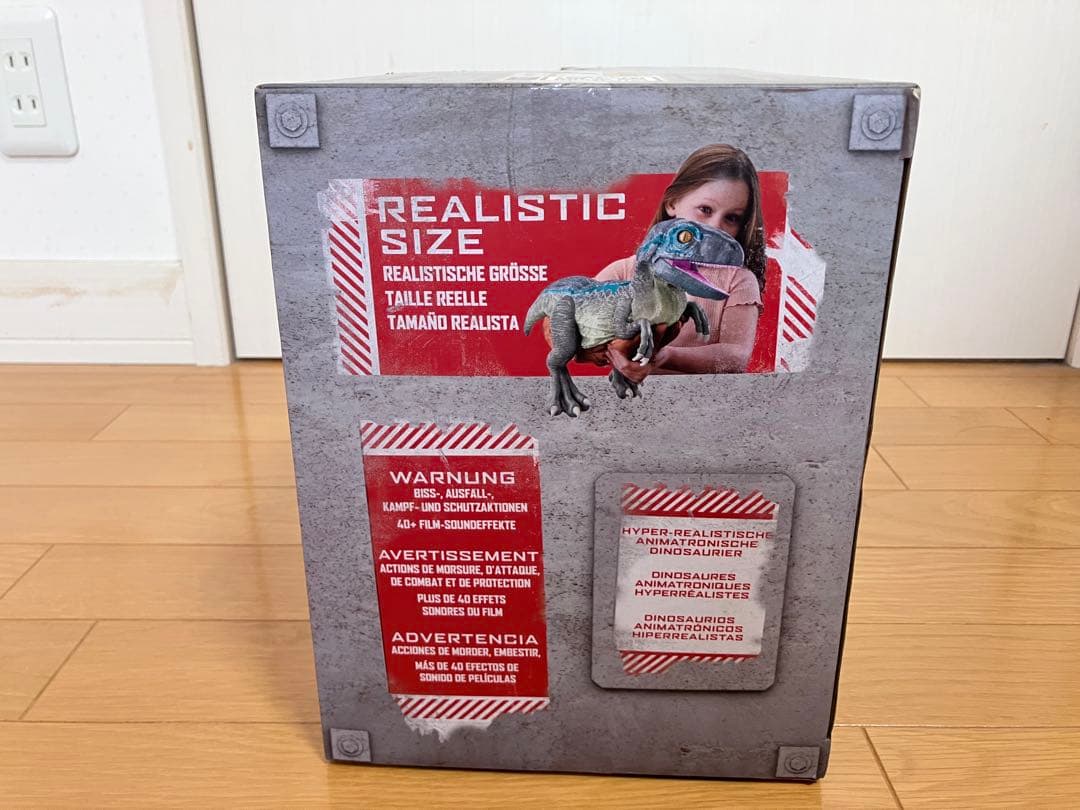 REALISTIC
SIZE
REALISTISCHE GRÖSSE
TAILLE REELLE
TAMAÑO REALISTA
WARNUNG
BISS-, AUSFALL-,
KAMPF- UND SCHUTZAKTIONEN
40+ FILM-SOUNDEFFEKTE
AVERTISSEMENT
ACTIONS DE MORSURE, D'ATTAQUE,
DE COMBAT ET DE PROTECTION
PLUS DE 40 EFFETS
SONORES DU FILM
ADVERTENCIA
ACCIONES DE MORDER, EMBESTIR,
MÁS DE 40 EFECTOS DE
SONIDO DE PELÍCULAS
HYPER-REALISTISCHE
ANIMATRONISCHE
DINOSAURIER
DINOSAURES
ANIMATRONIQUES
HYPERRÉALISTES
DINOSAURIOS
ANIMATRÓNICOS
HIPERREALISTAS